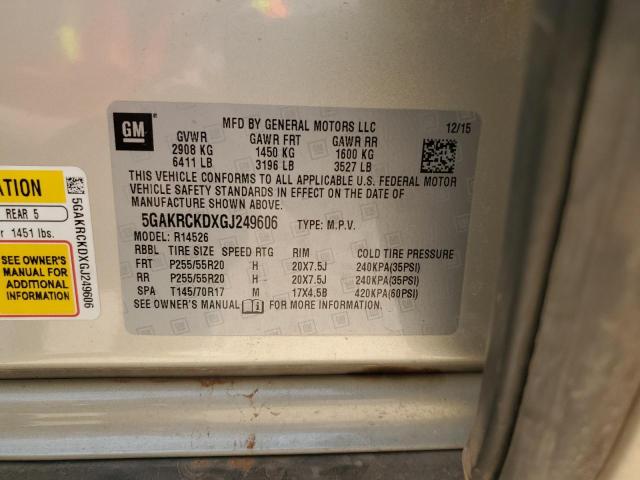 GM
MFD BY GENERAL MOTORS LLC 12/15
GVWR GAWR FRT GAWR RR
2908 KG 1450 KG 1600 KG
6411 LB 3196 LB 3527 LB
THIS VEHICLE CONFORMS TO ALL APPLICABLE U.S. FEDERAL MOTOR
VEHICLE SAFETY STANDARDS IN EFFECT ON THE DATE OF
MANUFACTURE SHOWN ABOVE.
5GAKRCKDXGJ249606 TYPE: M.P.V.
MODEL: R14526
RBBL TIRE SIZE SPEED RTG RIM COLD TIRE PRESSURE
FRT P255/55R20 H 20X7.5J 240KPA(35PSI)
RR P255/55R20 H 20X7.5J 240KPA(35PSI)
SPA T145/70R17 M 17X4.5B 420KPA(60PSI)
SEE OWNER'S MANUAL FOR MORE INFORMATION.
REAR 5
1451 lbs.
SEE OWNER'S
MANUAL FOR
ADDITIONAL
INFORMATION
5GAKRCKDXGJ249606